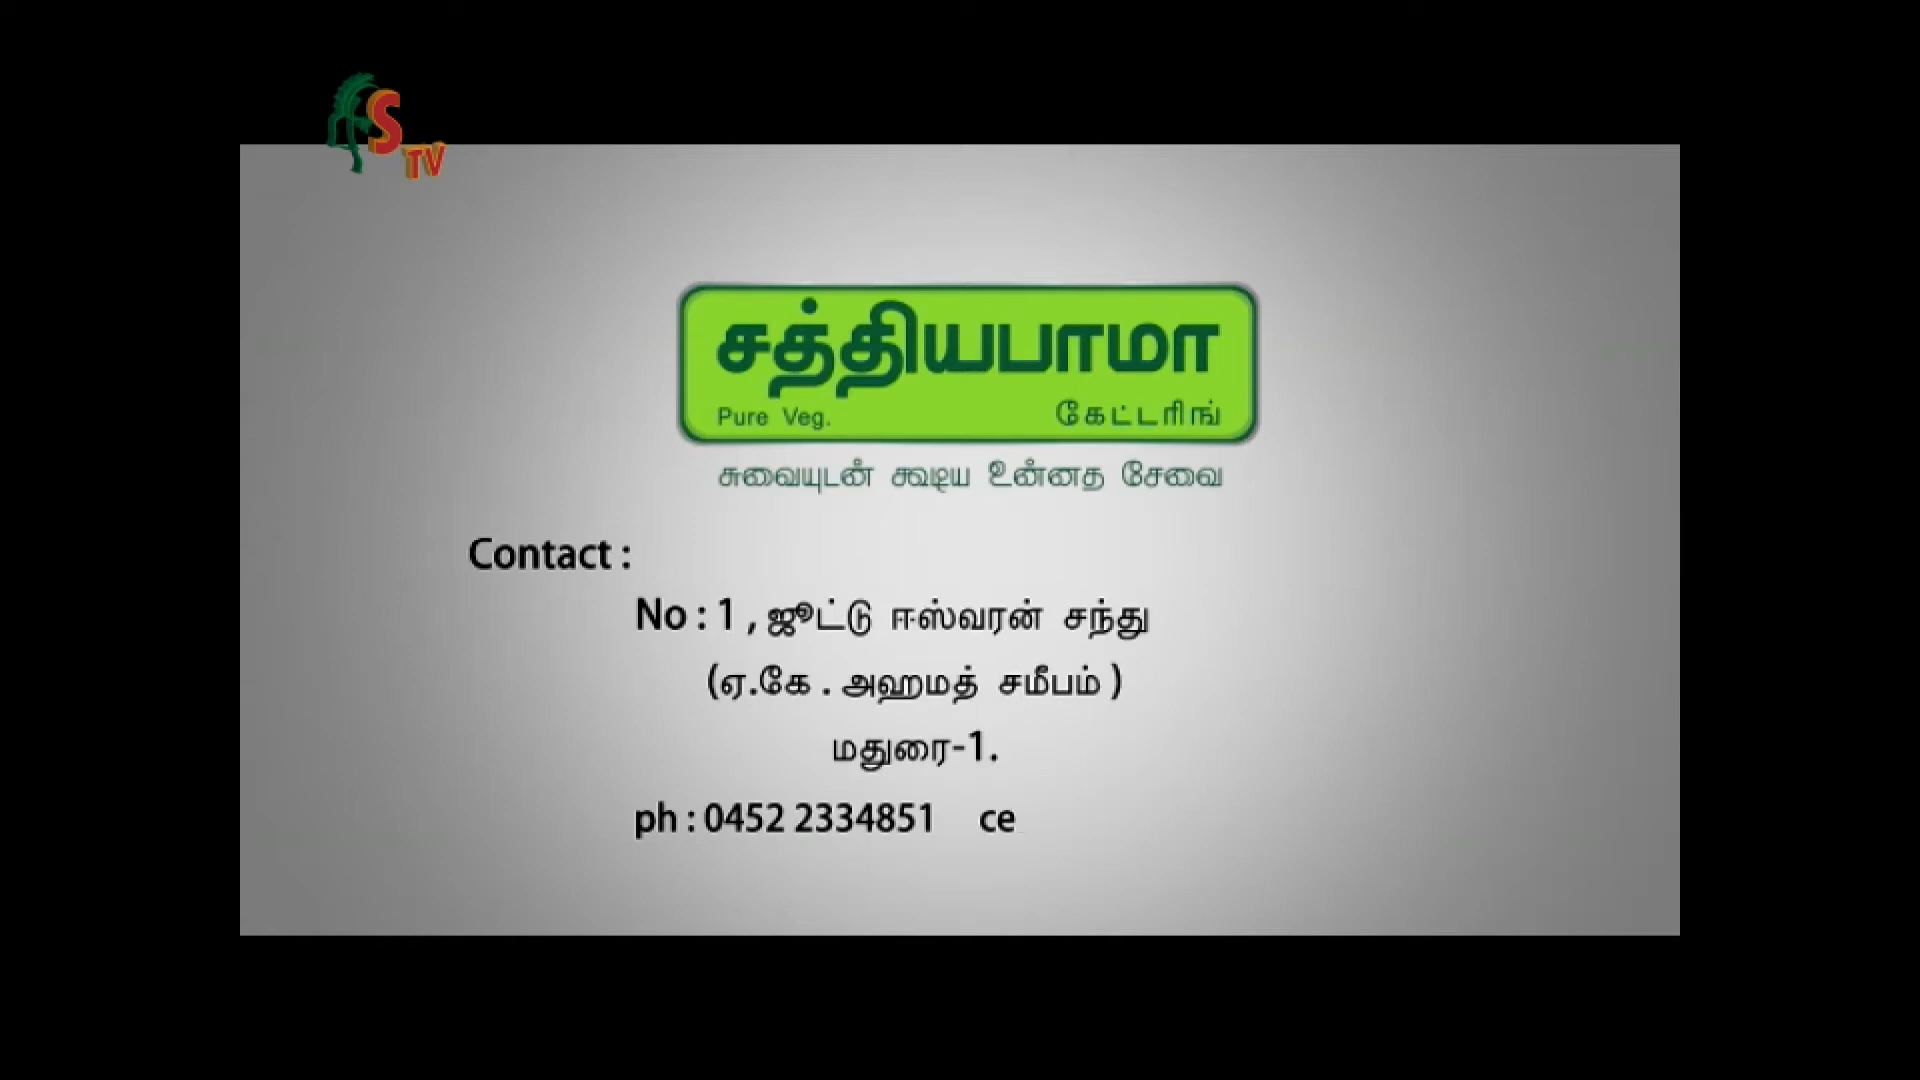 S TV
சத்தியபாமா
Pure Veg. கேட்டரிங்
சுவையுடன் கூடிய உன்னத சேவை
Contact :
No : 1 , ஜூட்டு ஈஸ்வரன் சந்து
(ஏ.கே . அஹமத் சமீபம் )
மதுரை-1.
ph : 0452 2334851 ce